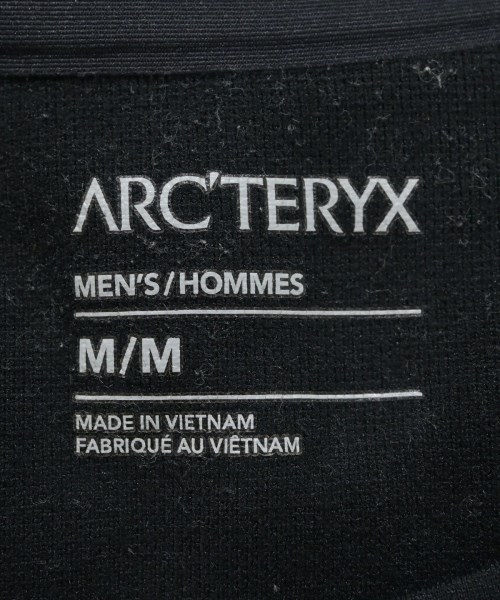 ARC'TERYX
MEN'S/HOMMES
M/M
MADE IN VIETNAM
FABRIQUÉ AU VIÊTNAM